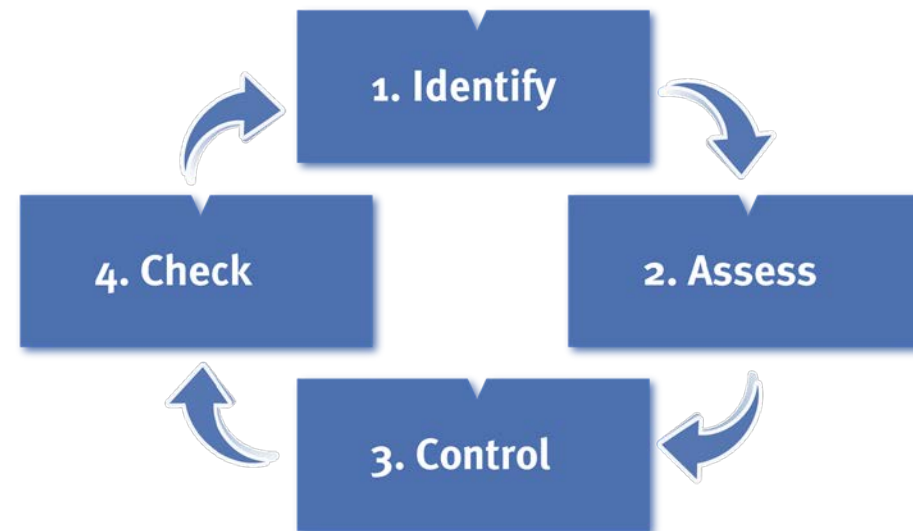 1. Identify
2. Assess
3. Control
4. Check